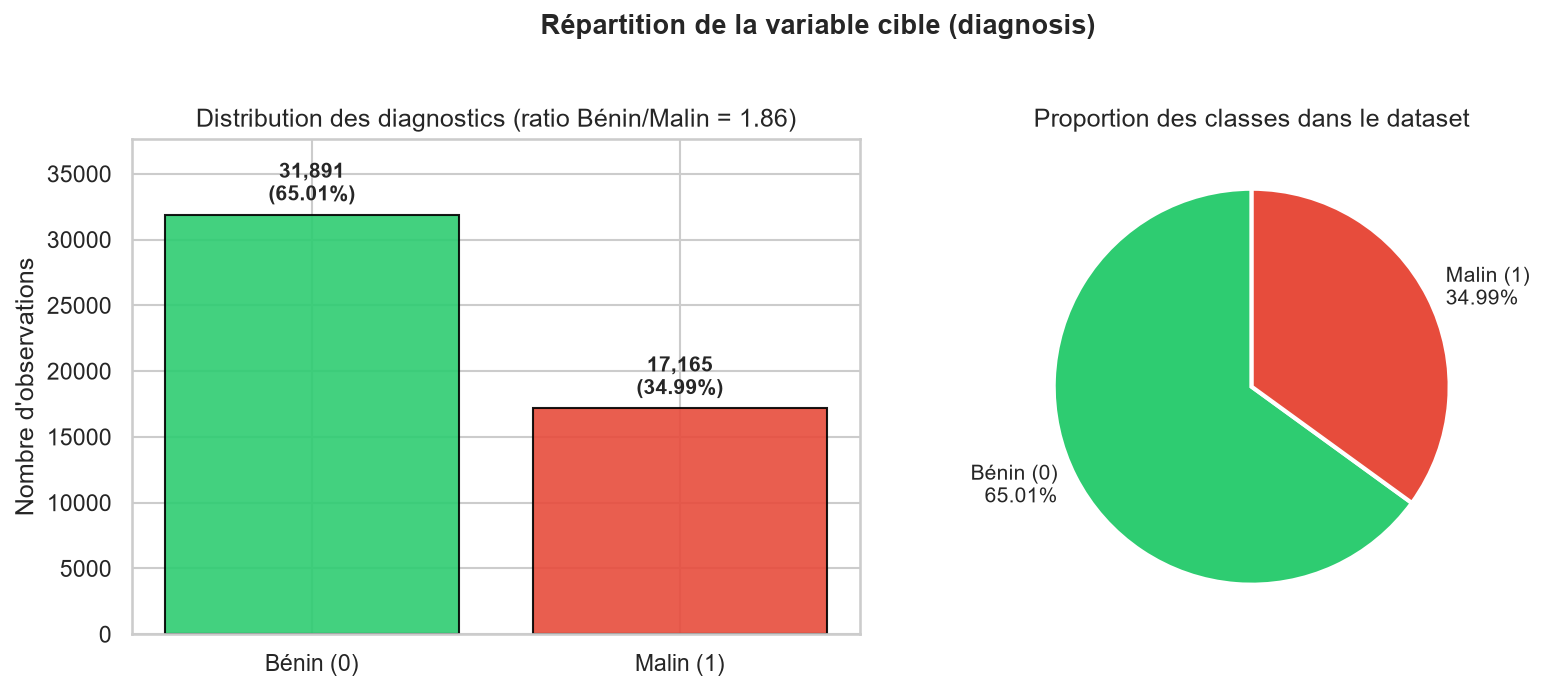 Répartition de la variable cible (diagnosis)
Distribution des diagnostics (ratio Bénin/Malin = 1.86)
Nombre d'observations
35000
30000
25000
20000
15000
10000
5000
0
31,891
(65.01%)
17,165
(34.99%)
Bénin (0)
Malin (1)
Proportion des classes dans le dataset
Malin (1)
34.99%
Bénin (0)
65.01%